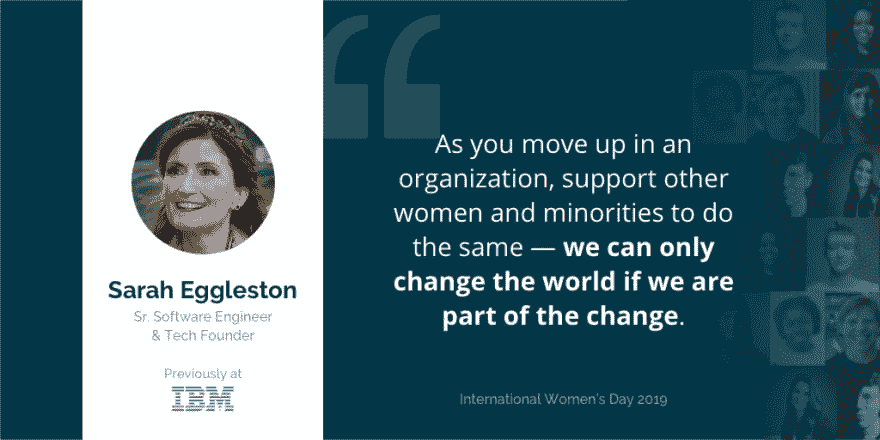 Sarah Eggleston
Sr. Software Engineer
& Tech Founder
Previously at
IBM
As you move up in an
organization, support other
women and minorities to do
the same — we can only
change the world if we are
part of the change.
International Women's Day 2019